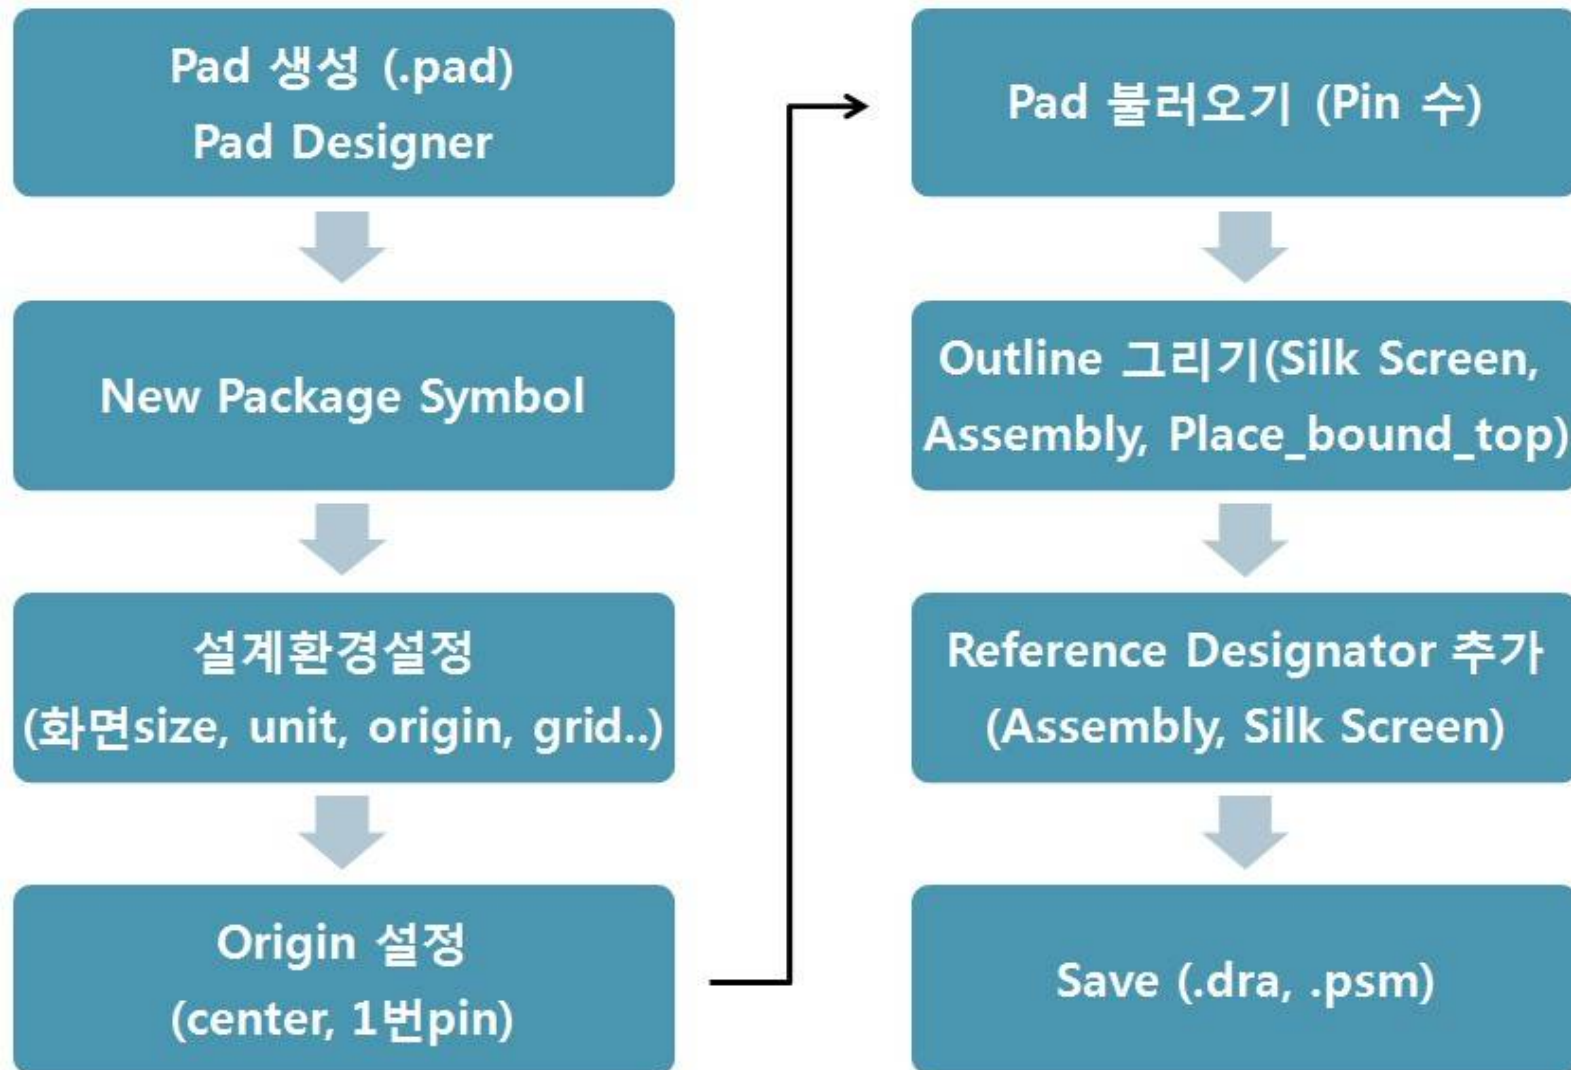 Pad 생성 (.pad)
Pad Designer
New Package Symbol
설계환경설정
(화면size, unit, origin, grid..)
Origin 설정
(center, 1번pin)
Pad 불러오기 (Pin 수)
Outline 그리기(Silk Screen,
Assembly, Place_bound_top)
Reference Designator 추가
(Assembly, Silk Screen)
Save (.dra, .psm)